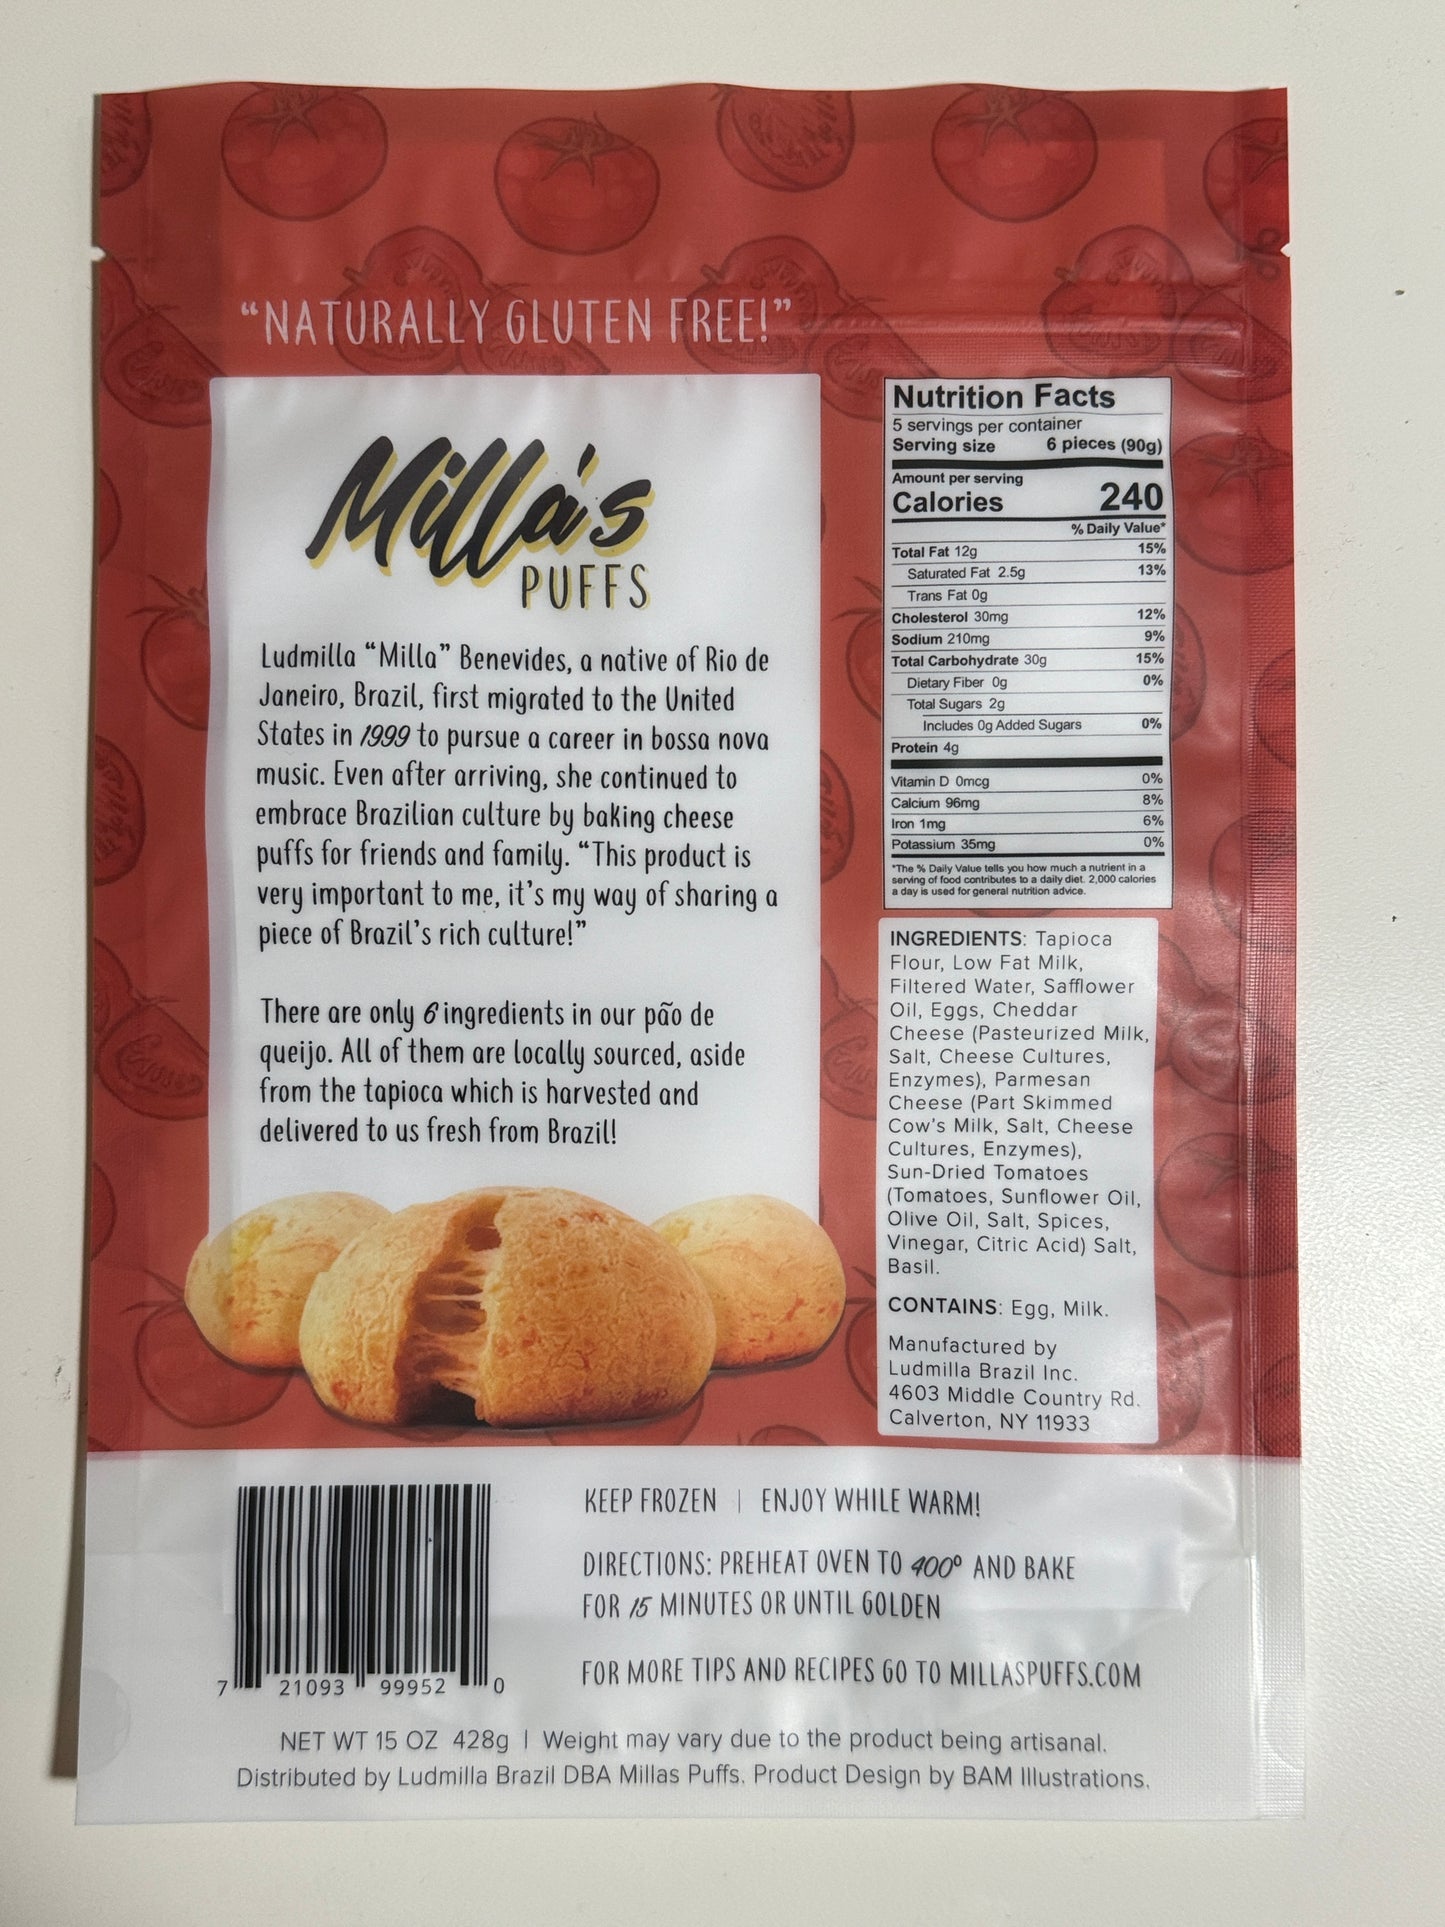 “NATURALLY GLUTEN FREE!”
Milla's
PUFFS
Ludmilla “Milla” Benevides, a native of Rio de
Janeiro, Brazil, first migrated to the United
States in 1999 to pursue a career in bossa nova
music. Even after arriving, she continued to
embrace Brazilian culture by baking cheese
puffs for friends and family. “This product is
very important to me, it’s my way of sharing a
piece of Brazil’s rich culture!”
There are only 6 ingredients in our pão de
queijo. All of them are locally sourced, aside
from the tapioca which is harvested and
delivered to us fresh from Brazil!
Nutrition Facts
5 servings per container
Serving size 6 pieces (90g)
Amount per serving
Calories 240
% Daily Value*
Total Fat 12g 15%
Saturated Fat 2.5g 13%
Trans Fat 0g
Cholesterol 30mg 12%
Sodium 210mg 9%
Total Carbohydrate 30g 15%
Dietary Fiber 0g 0%
Total Sugars 2g
Includes 0g Added Sugars 0%
Protein 4g
Vitamin D 0mcg 0%
Calcium 96mg 8%
Iron 1mg 6%
Potassium 35mg 0%
*The % Daily Value tells you how much a nutrient in a
serving of food contributes to a daily diet. 2,000 calories
a day is used for general nutrition advice.
INGREDIENTS: Tapioca
Flour, Low Fat Milk,
Filtered Water, Safflower
Oil, Eggs, Cheddar
Cheese (Pasteurized Milk,
Salt, Cheese Cultures,
Enzymes), Parmesan
Cheese (Part Skimmed
Cow's Milk, Salt, Cheese
Cultures, Enzymes),
Sun-Dried Tomatoes
(Tomatoes, Sunflower Oil,
Olive Oil, Salt, Spices,
Vinegar, Citric Acid) Salt,
Basil.
CONTAINS: Egg, Milk.
Manufactured by
Ludmilla Brazil Inc.
4603 Middle Country Rd.
Calverton, NY 11933
KEEP FROZEN | ENJOY WHILE WARM!
DIRECTIONS: PREHEAT OVEN TO 400° AND BAKE
FOR 15 MINUTES OR UNTIL GOLDEN
FOR MORE TIPS AND RECIPES GO TO MILLASPUFFS.COM
7 21093 99952 0
NET WT 15 OZ 428g | Weight may vary due to the product being artisanal.
Distributed by Ludmilla Brazil DBA Millas Puffs. Product Design by BAM Illustrations.